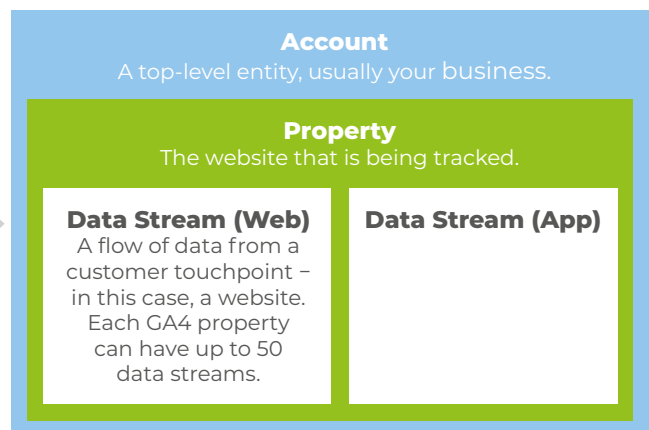 Account
A top-level entity, usually your business.
Property
The website that is being tracked.
Data Stream (Web)
A flow of data from a
customer touchpoint –
in this case, a website.
Each GA4 property
can have up to 50
data streams.
Data Stream (App)